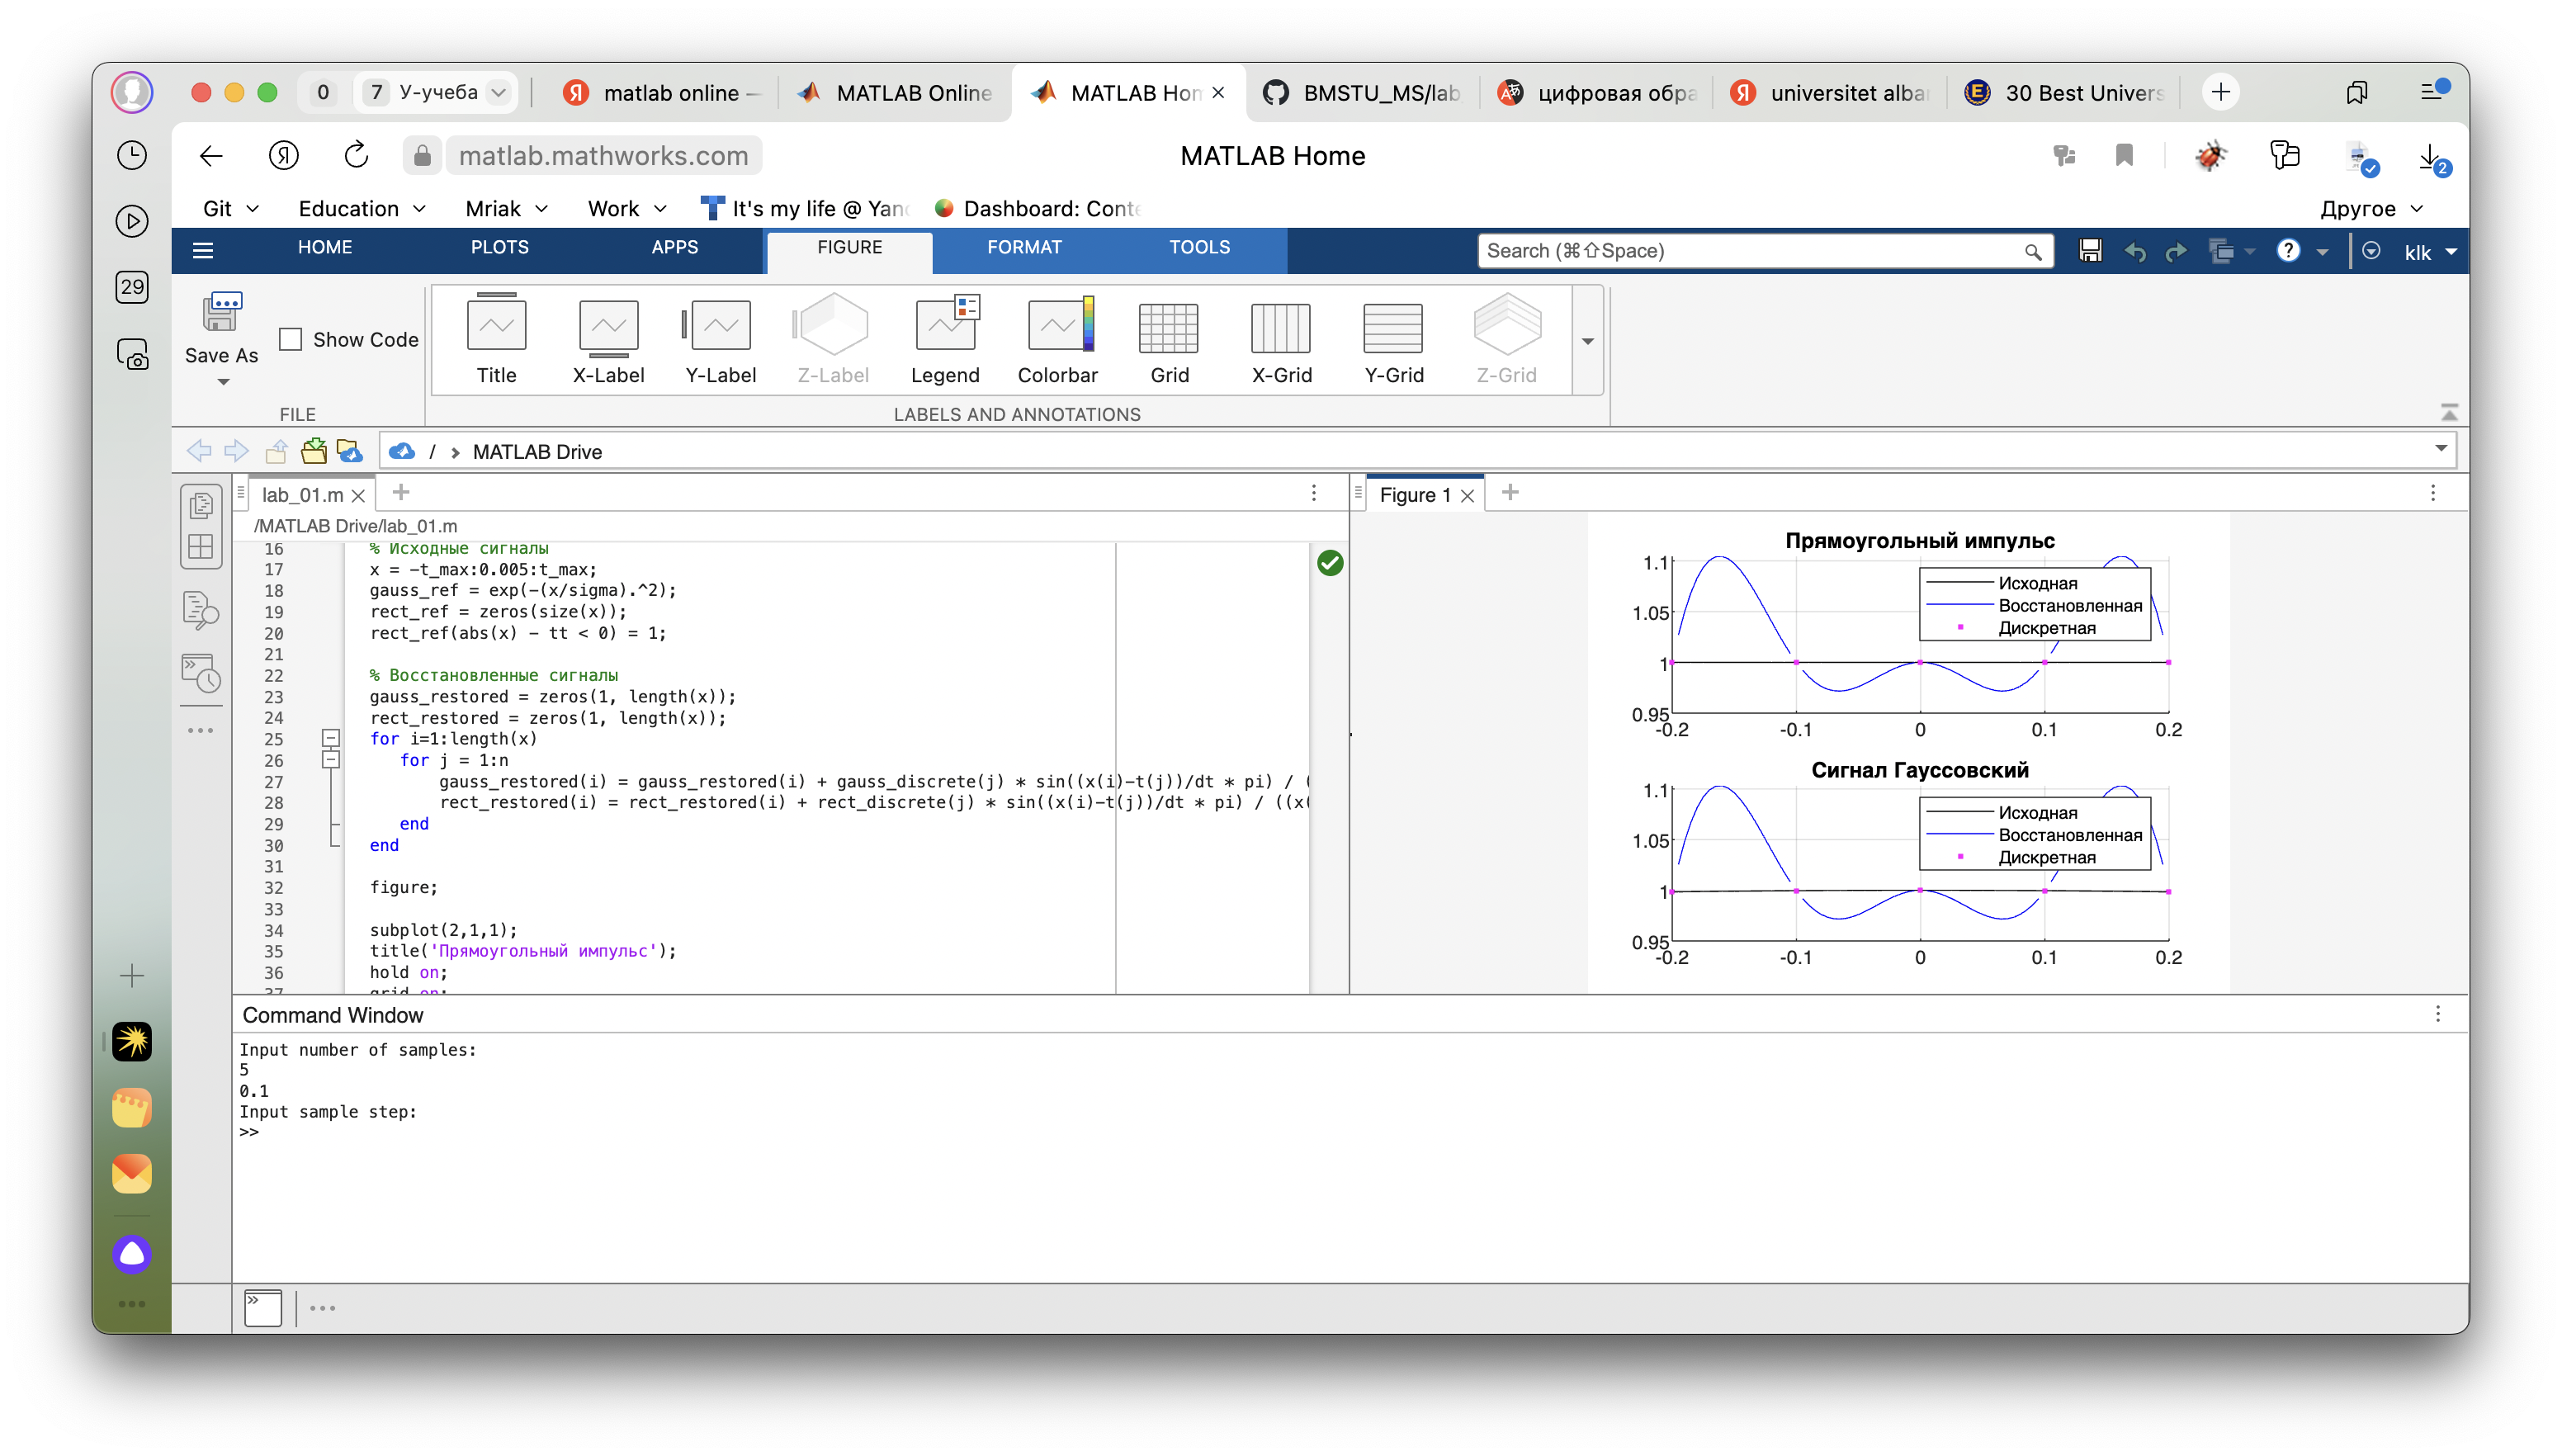 0 7 У-учеба matlab online — MATLAB Online MATLAB Hon BMSTU_MS/lab цифровая обра universitet alba 30 Best Univers
29
matlab.mathworks.com MATLAB Home 2
Git Education Mriak Work It's my life @ Yan Dashboard: Conte Другое
HOME PLOTS APPS FIGURE FORMAT TOOLS Search (⌘⇧Space) ? klk
Save As Show Code Title X-Label Y-Label Z-Label Legend Colorbar Grid X-Grid Y-Grid Z-Grid
FILE LABELS AND ANNOTATIONS
/ › MATLAB Drive
lab_01.m
/MATLAB Drive/lab_01.m
16 % Исходные сигналы
17 x = -t_max:0.005:t_max;
18 gauss_ref = exp(-(x/sigma).^2);
19 rect_ref = zeros(size(x));
20 rect_ref(abs(x) - tt < 0) = 1;
21
22 % Восстановленные сигналы
23 gauss_restored = zeros(1, length(x));
24 rect_restored = zeros(1, length(x));
25 for i=1:length(x)
26 for j = 1:n
27 gauss_restored(i) = gauss_restored(i) + gauss_discrete(j) * sin((x(i)-t(j))/dt * pi) / (
28 rect_restored(i) = rect_restored(i) + rect_discrete(j) * sin((x(i)-t(j))/dt * pi) / ((x(
29 end
30 end
31
32 figure;
33
34 subplot(2,1,1);
35 title('Прямоугольный импульс');
36 hold on;
37 grid on;
Figure 1
Прямоугольный импульс
1.1
1.05
1
0.95
-0.2 -0.1 0 0.1 0.2
Исходная
Восстановленная
Дискретная
Сигнал Гауссовский
1.1
1.05
1
0.95
-0.2 -0.1 0 0.1 0.2
Исходная
Восстановленная
Дискретная
Command Window
Input number of samples:
5
0.1
Input sample step:
>>